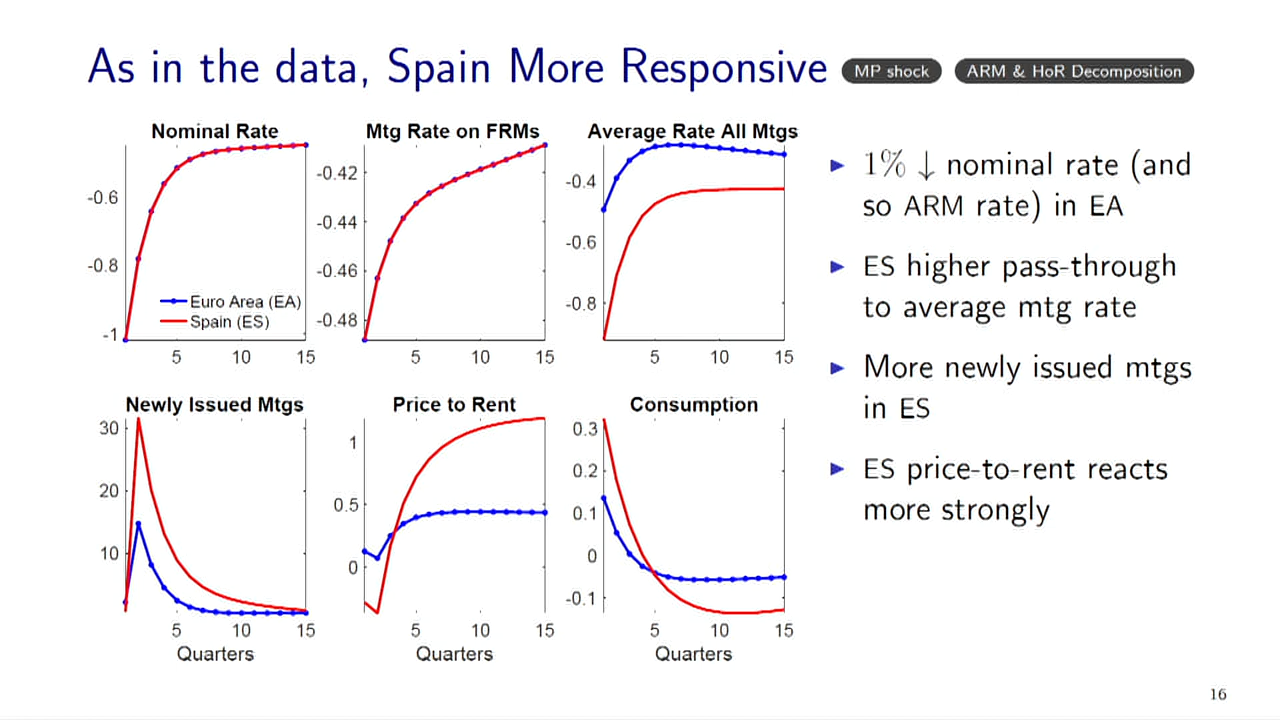 As in the data, Spain More Responsive MP shock ARM & HoR Decomposition
Nominal Rate
-0.6
-0.8
-1
Euro Area (EA)
Spain (ES)
5 10 15
Mtg Rate on FRMs
-0.42
-0.44
-0.46
-0.48
5 10 15
Average Rate All Mtgs
-0.4
-0.6
-0.8
5 10 15
Newly Issued Mtgs
30
20
10
5 10 15
Quarters
Price to Rent
1
0.5
0
5 10 15
Quarters
Consumption
0.3
0.2
0.1
0
-0.1
5 10 15
Quarters
▶ 1% ↓ nominal rate (and
so ARM rate) in EA
▶ ES higher pass-through
to average mtg rate
▶ More newly issued mtgs
in ES
▶ ES price-to-rent reacts
more strongly
16